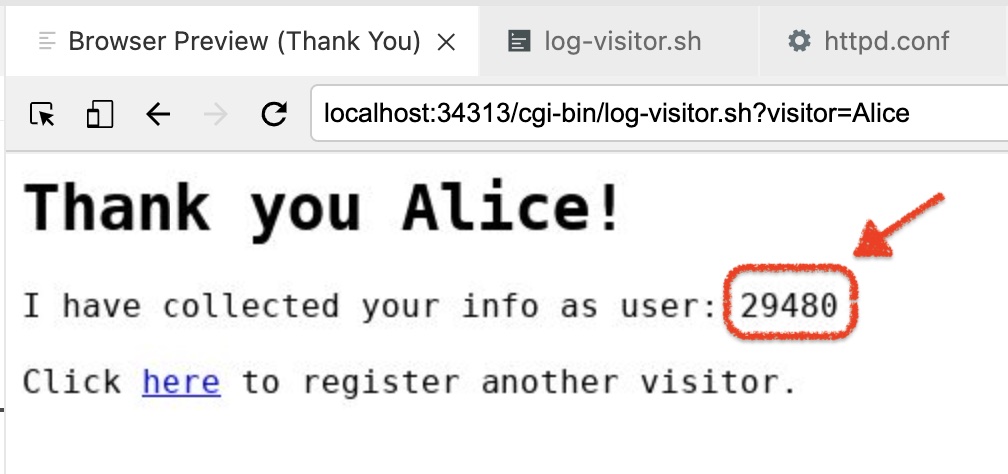 Browser Preview (Thank You) log-visitor.sh httpd.conf
localhost:34313/cgi-bin/log-visitor.sh?visitor=Alice
Thank you Alice!
I have collected your info as user: 29480
Click here to register another visitor.